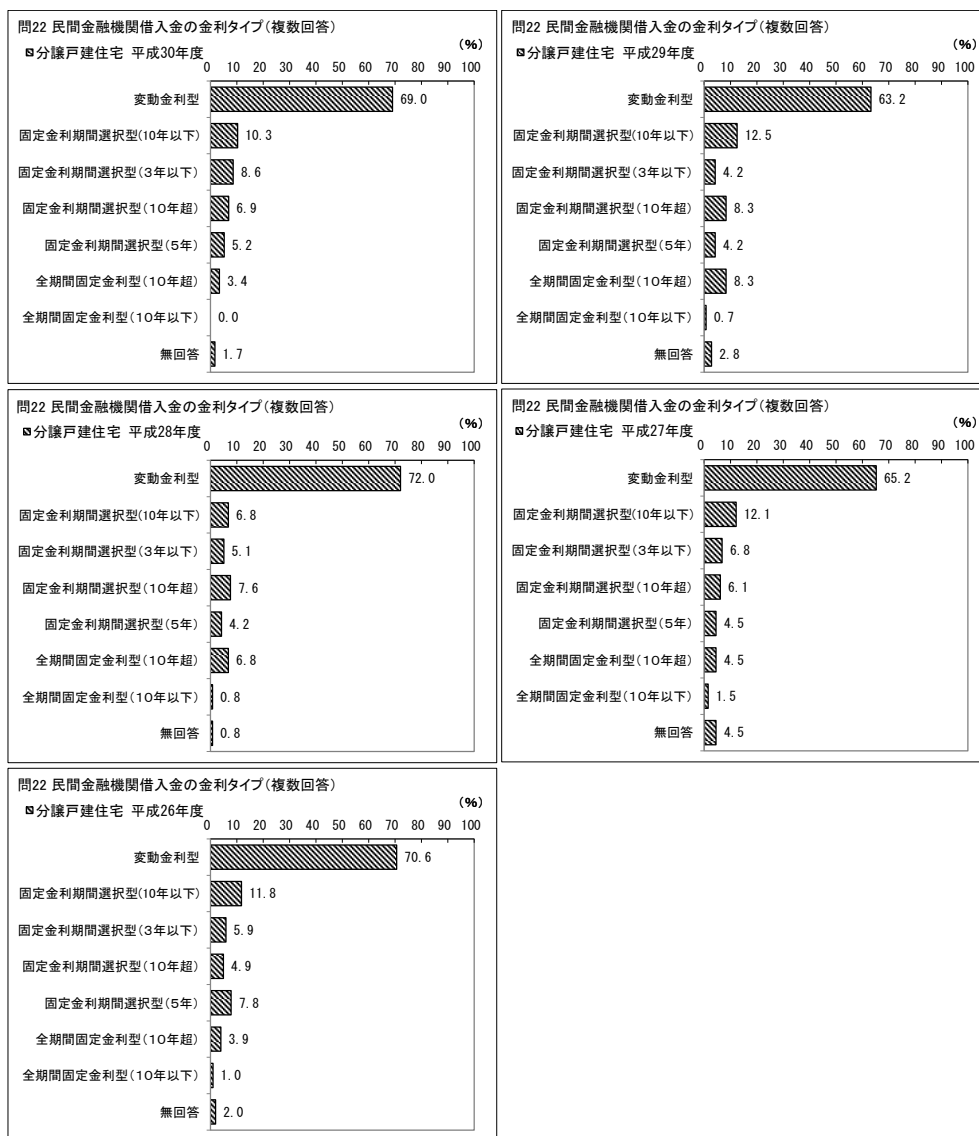 問22 民間金融機関借入金の金利タイプ(複数回答)
(%)
分譲戸建住宅 平成30年度
0 10 20 30 40 50 60 70 80 90 100
変動金利型 69.0
固定金利期間選択型(10年以下) 10.3
固定金利期間選択型(3年以下) 8.6
固定金利期間選択型(10年超) 6.9
固定金利期間選択型(5年) 5.2
全期間固定金利型(10年超) 3.4
全期間固定金利型(10年以下) 0.0
無回答 1.7
問22 民間金融機関借入金の金利タイプ(複数回答)
(%)
分譲戸建住宅 平成29年度
0 10 20 30 40 50 60 70 80 90 100
変動金利型 63.2
固定金利期間選択型(10年以下) 12.5
固定金利期間選択型(3年以下) 4.2
固定金利期間選択型(10年超) 8.3
固定金利期間選択型(5年) 4.2
全期間固定金利型(10年超) 8.3
全期間固定金利型(10年以下) 0.7
無回答 2.8
問22 民間金融機関借入金の金利タイプ(複数回答)
(%)
分譲戸建住宅 平成28年度
0 10 20 30 40 50 60 70 80 90 100
変動金利型 72.0
固定金利期間選択型(10年以下) 6.8
固定金利期間選択型(3年以下) 5.1
固定金利期間選択型(10年超) 7.6
固定金利期間選択型(5年) 4.2
全期間固定金利型(10年超) 6.8
全期間固定金利型(10年以下) 0.8
無回答 0.8
問22 民間金融機関借入金の金利タイプ(複数回答)
(%)
分譲戸建住宅 平成27年度
0 10 20 30 40 50 60 70 80 90 100
変動金利型 65.2
固定金利期間選択型(10年以下) 12.1
固定金利期間選択型(3年以下) 6.8
固定金利期間選択型(10年超) 6.1
固定金利期間選択型(5年) 4.5
全期間固定金利型(10年超) 4.5
全期間固定金利型(10年以下) 1.5
無回答 4.5
問22 民間金融機関借入金の金利タイプ(複数回答)
(%)
分譲戸建住宅 平成26年度
0 10 20 30 40 50 60 70 80 90 100
変動金利型 70.6
固定金利期間選択型(10年以下) 11.8
固定金利期間選択型(3年以下) 5.9
固定金利期間選択型(10年超) 4.9
固定金利期間選択型(5年) 7.8
全期間固定金利型(10年超) 3.9
全期間固定金利型(10年以下) 1.0
無回答 2.0